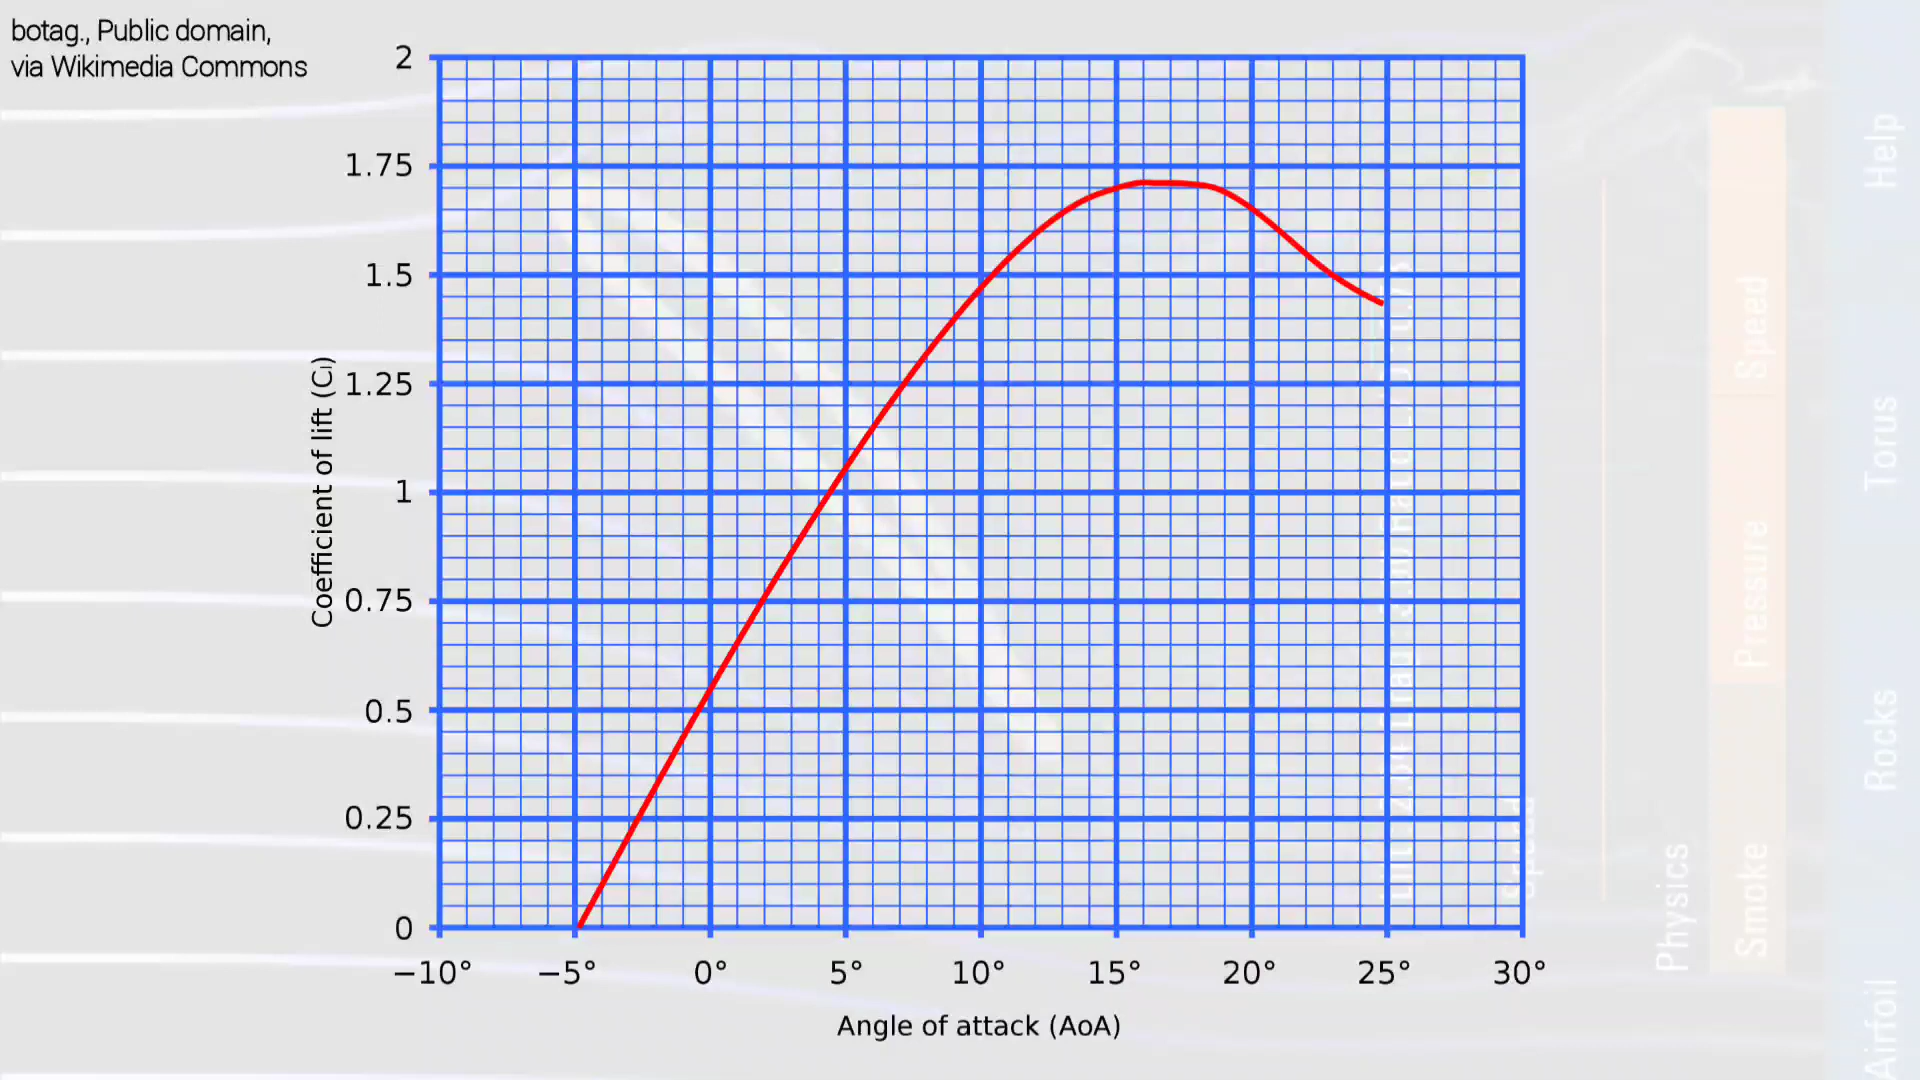 botag., Public domain,
via Wikimedia Commons
2
1.75
1.5
1.25
1
0.75
0.5
0.25
0
Coefficient of lift (Cₗ)
−10° −5° 0° 5° 10° 15° 20° 25° 30°
Angle of attack (AoA)
Speed
Physics
Smoke Pressure Speed
Airfoil Rocks Torus Help